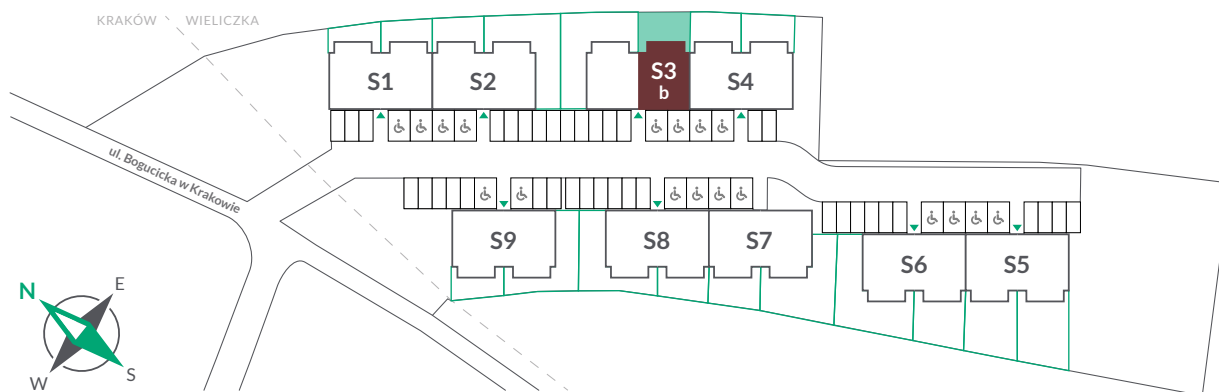 KRAKÓW WIELICZKA
S1
S2
S3
b
S4
ul. Bogucicka w Krakowie
S9
S8
S7
S6
S5
N
E
W
S